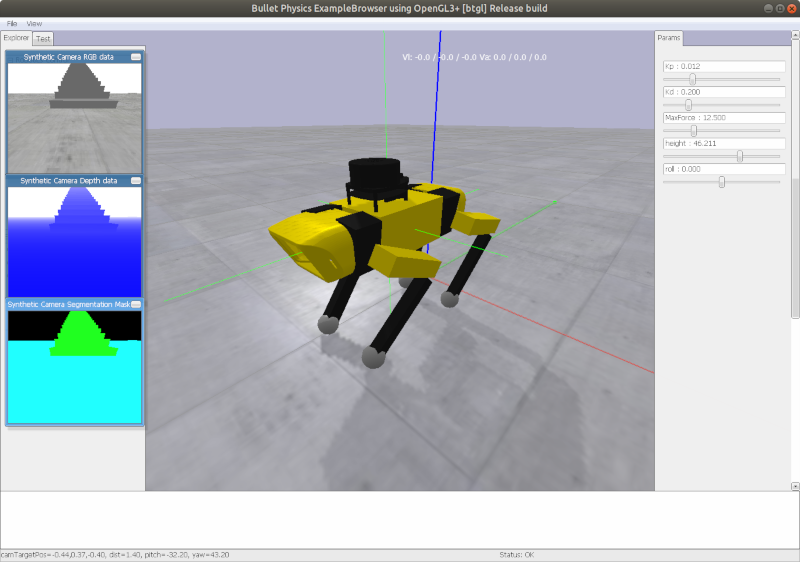 Bullet Physics ExampleBrowser using OpenGL3+ [btgl] Release build
File View
Explorer Test
Synthetic Camera RGB data
Synthetic Camera Depth data
Synthetic Camera Segmentation Mask
Vl: -0.0 / -0.0 / -0.0 Va: 0.0 / 0.0 / 0.0
Params
Kp : 0.012
Kd : 0.200
MaxForce : 12.500
height : 46.211
roll : 0.000
camTargetPos=-0.44,0.37,-0.40, dist=1.40, pitch=-32.20, yaw=43.20
Status: OK